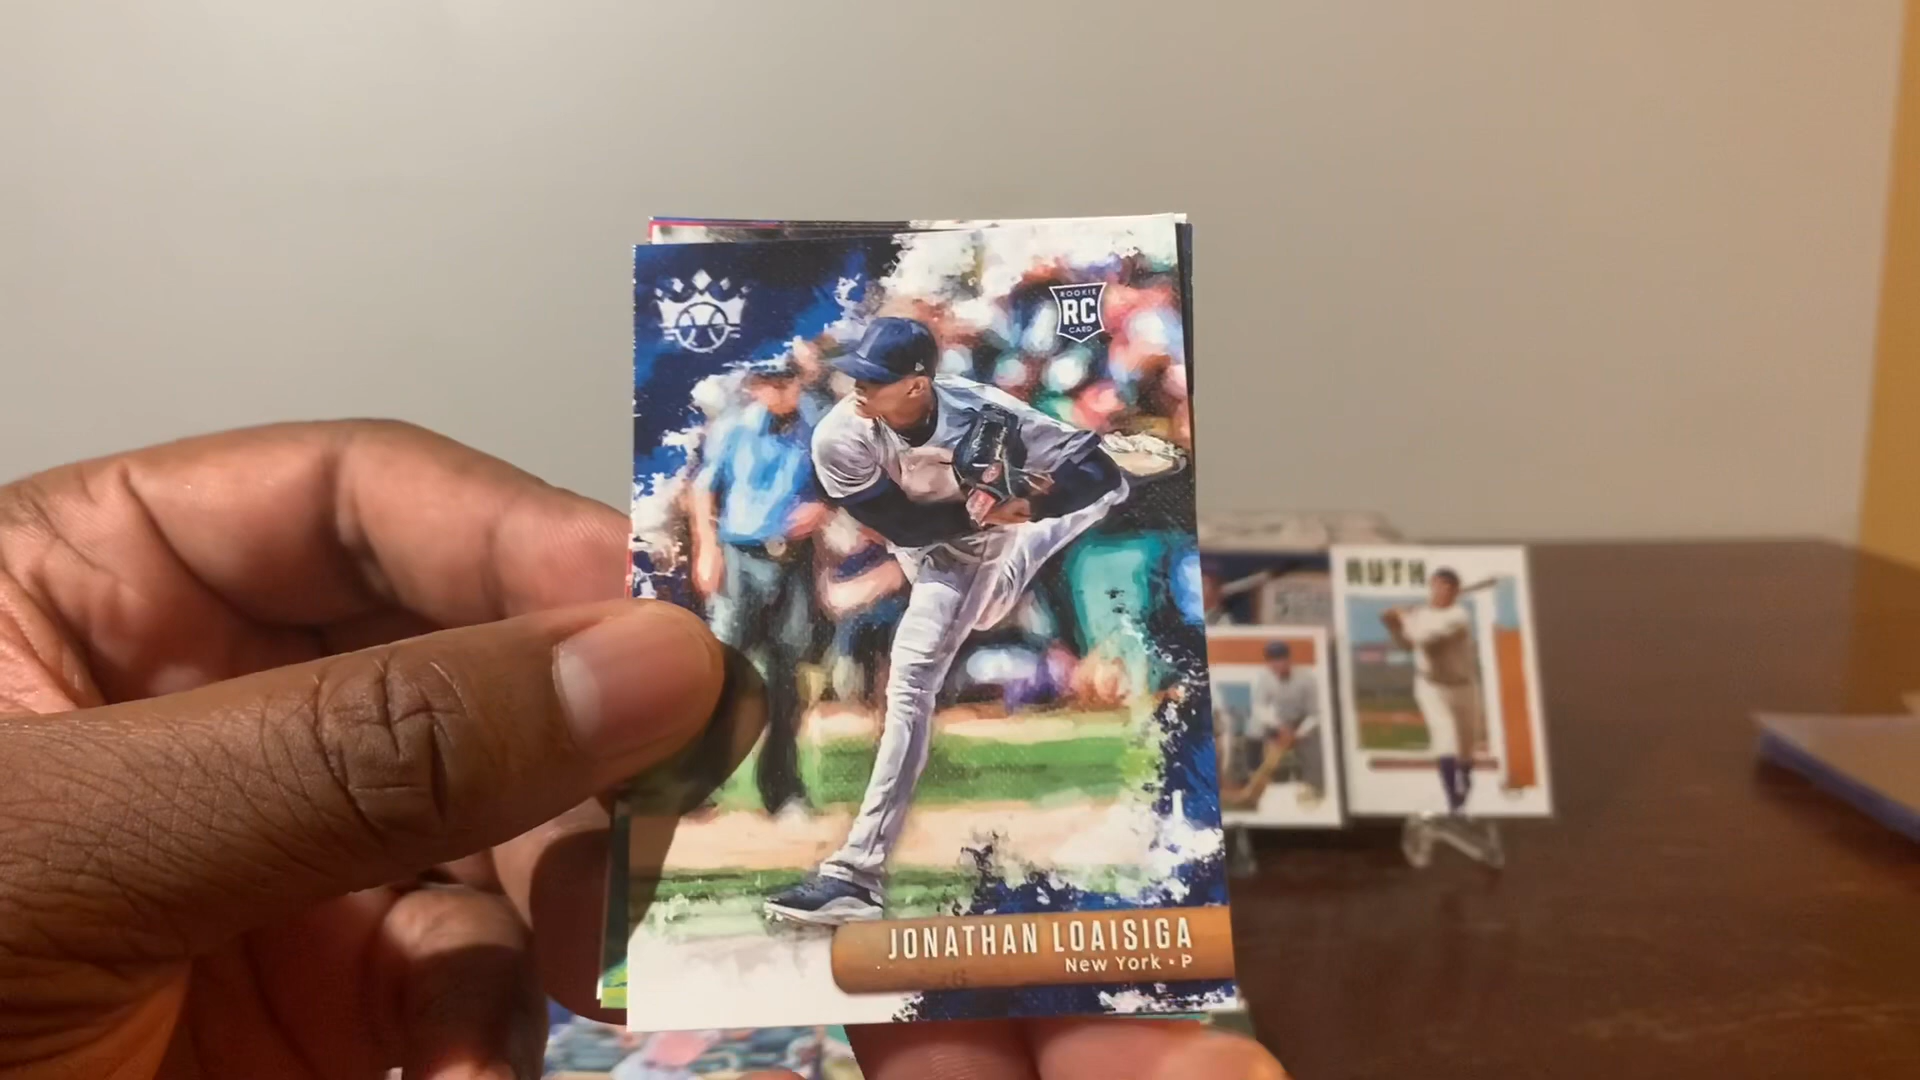 ROOKIE
RC
CARD
JONATHAN LOAISIGA
New York • P
RUTH